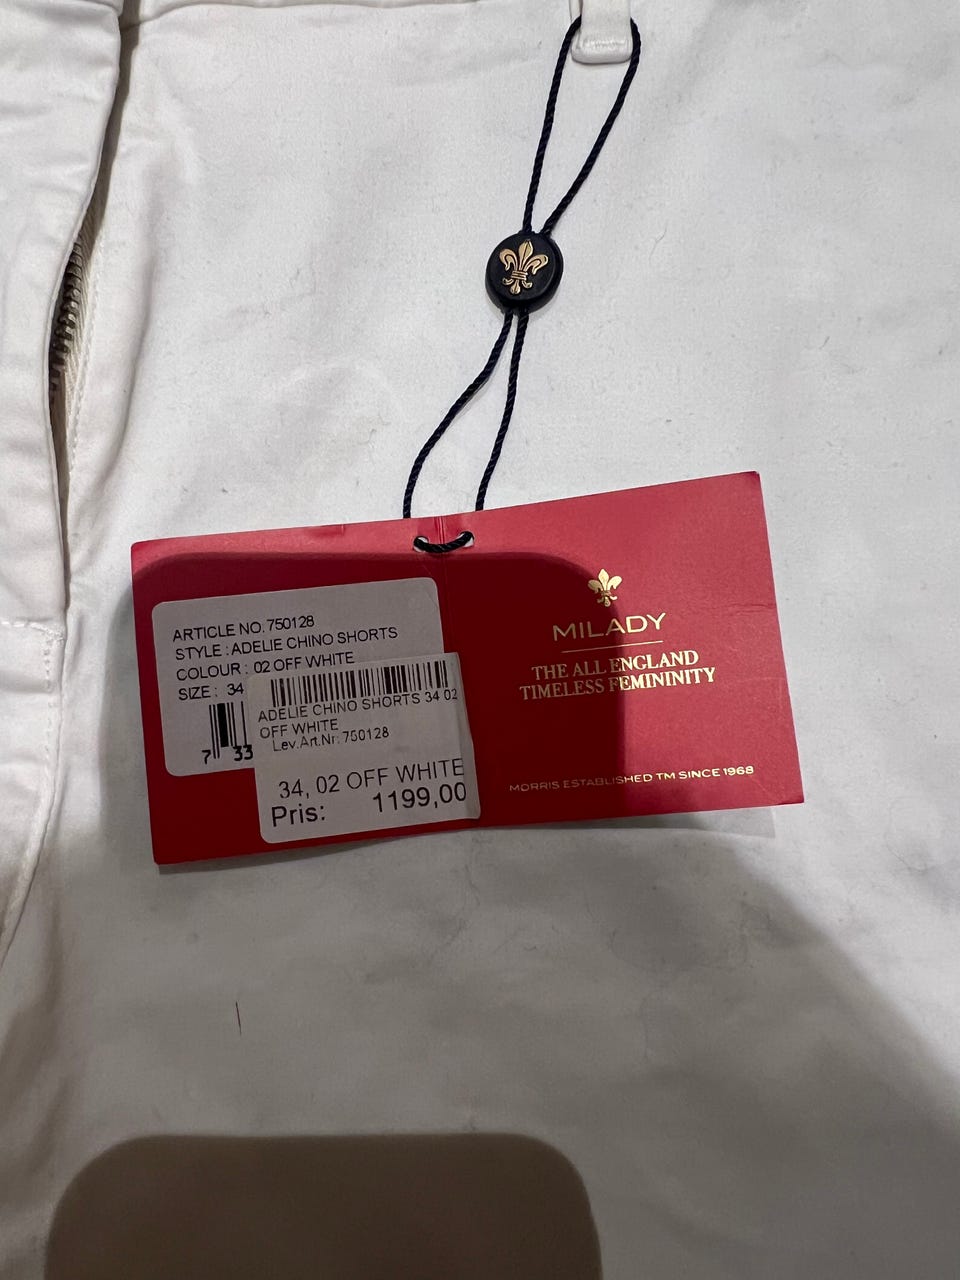 ARTICLE NO. 750128
STYLE : ADELIE CHINO SHORTS
COLOUR : 02 OFF WHITE
SIZE : 34
7 33
ADELIE CHINO SHORTS 34 02
OFF WHITE
Lev.Art.Nr: 750128
34, 02 OFF WHITE
Pris: 1199,00
MILADY
THE ALL ENGLAND
TIMELESS FEMININITY
MORRIS ESTABLISHED TM SINCE 1968